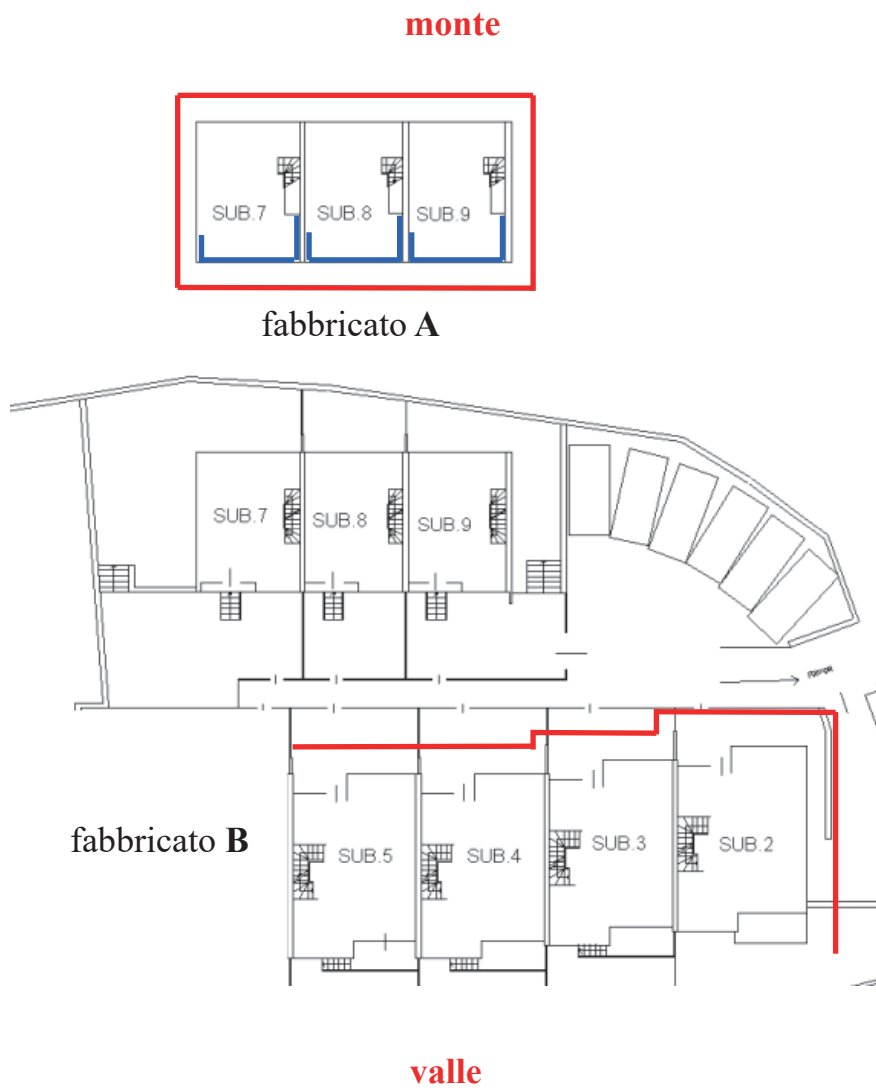 monte
SUB.7 SUB.8 SUB.9
fabbricato A
SUB.7 SUB.8 SUB.9
fabbricato B
SUB.5 SUB.4 SUB.3 SUB.2
valle